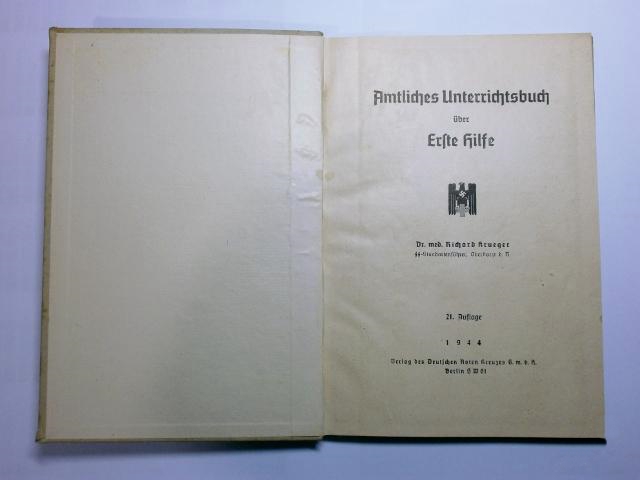 Amtliches Unterrichtsbuch
über
Erste Hilfe
Dr. med. Richard Krueger
21. Auflage
1944
Verlag des Deutschen Roten Kreuzes G. m. b. H.
Berlin SW 61